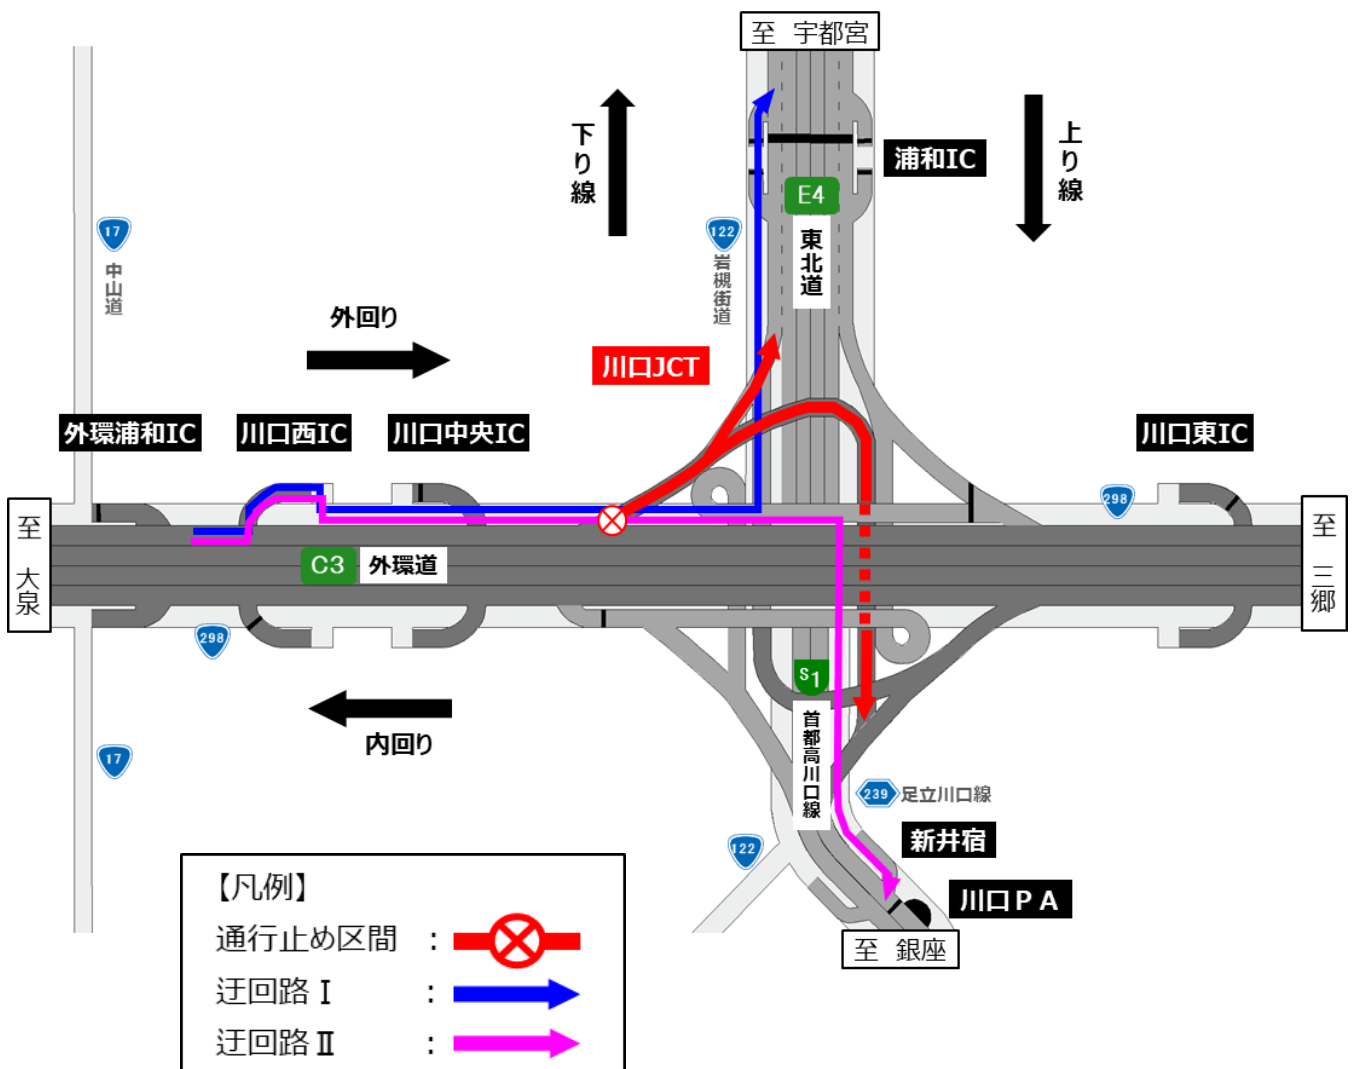 至 宇都宮
下り線
上り線
浦和IC
E4
東北道
17
中山道
122
岩槻街道
外回り
川口JCT
外環浦和IC
川口西IC
川口中央IC
川口東IC
298
至 大泉
C3
外環道
至 三郷
298
S1
首都高川口線
内回り
17
239
足立川口線
新井宿
122
川口PA
至 銀座
【凡例】
通行止め区間 :
迂回路Ⅰ :
迂回路Ⅱ :